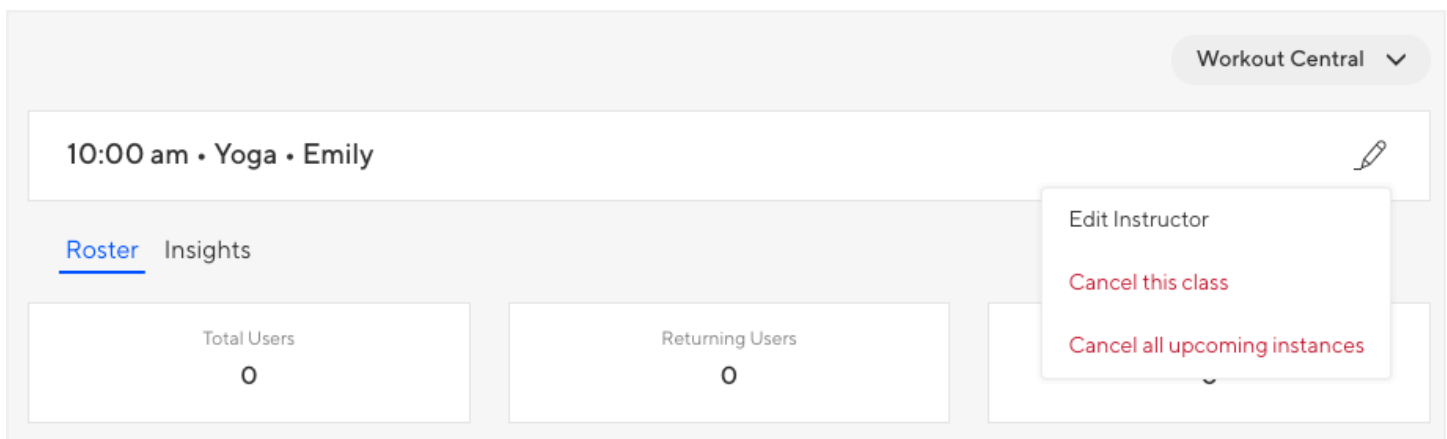 Workout Central
10:00 am • Yoga • Emily
Edit Instructor
Cancel this class
Cancel all upcoming instances
Roster Insights
Total Users
0
Returning Users
0